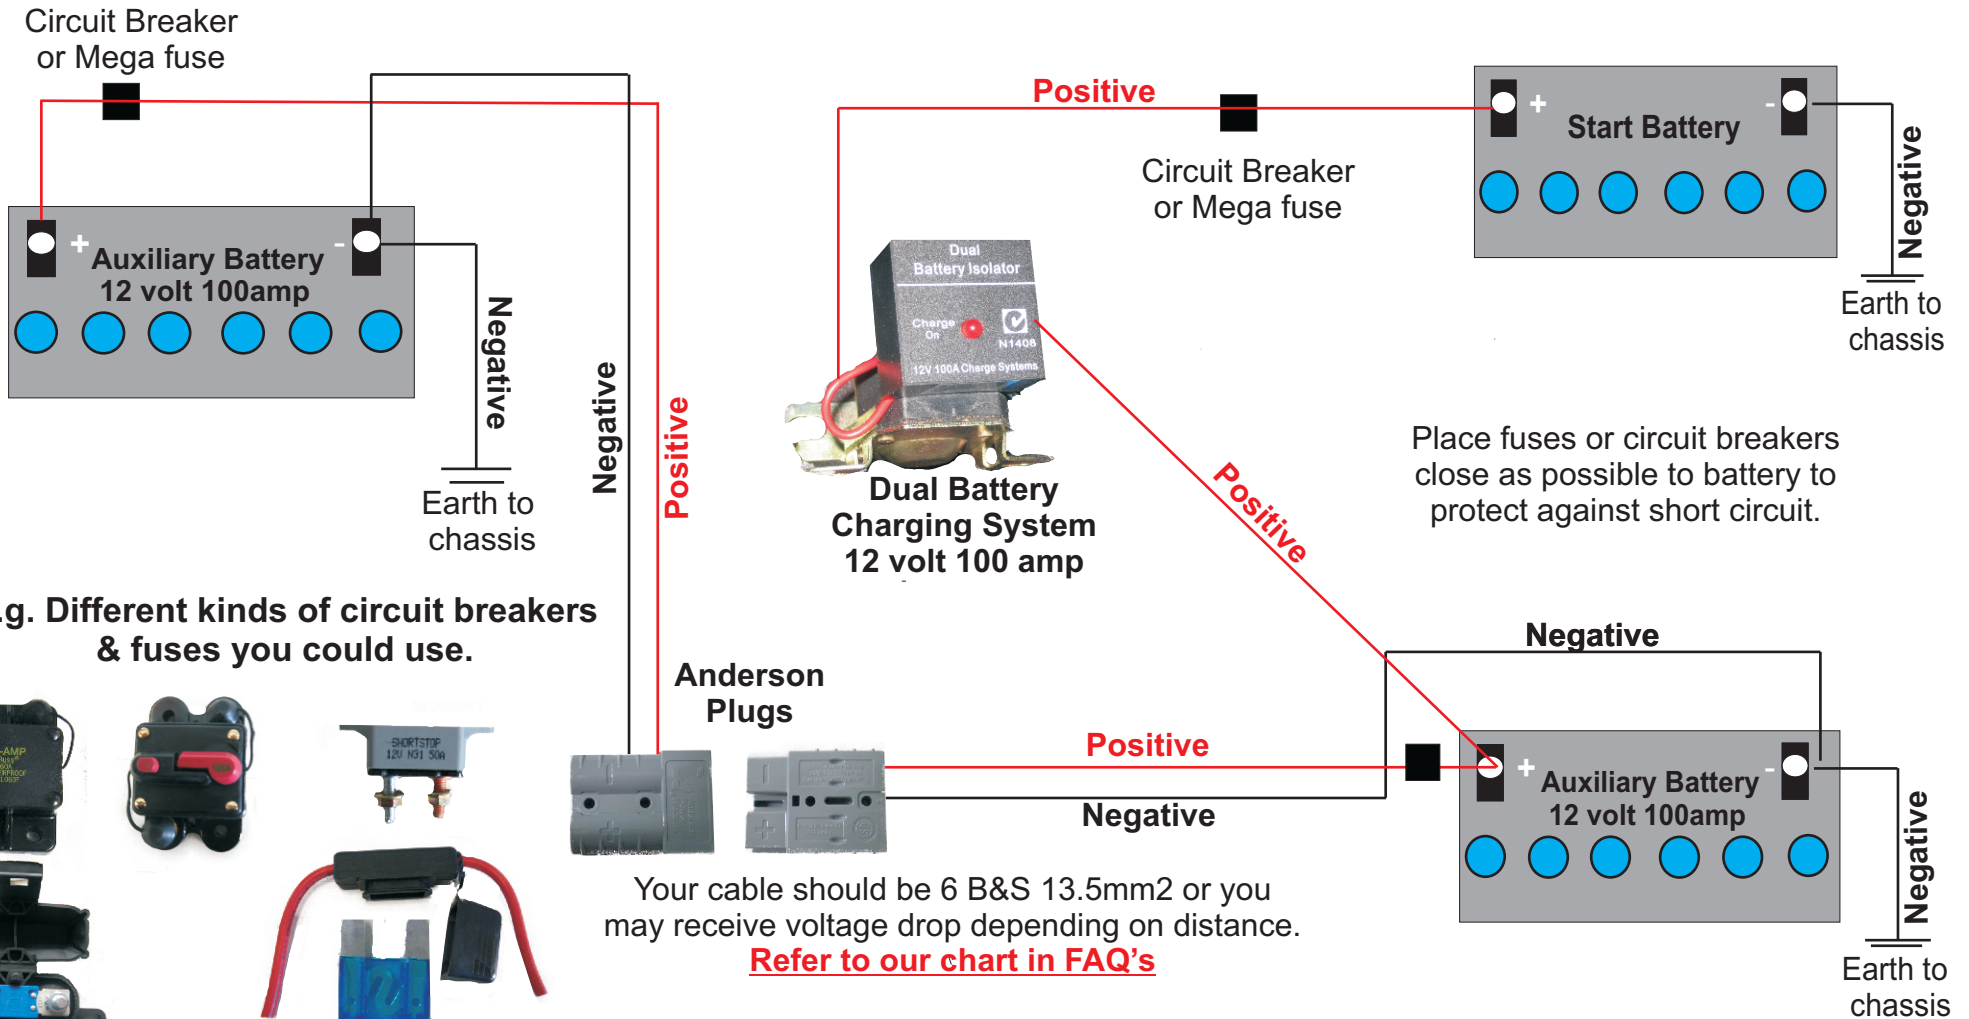 Circuit Breaker
or Mega fuse
+
-
Auxiliary Battery
12 volt 100amp
Negative
Earth to
chassis
Negative
Positive
Positive
Circuit Breaker
or Mega fuse
+
-
Start Battery
Negative
Earth to
chassis
Dual
Battery Isolator
Charge
On
N1408
12V 100A Charge Systems
Dual Battery
Charging System
12 volt 100 amp
Positive
Place fuses or circuit breakers
close as possible to battery to
protect against short circuit.
.g. Different kinds of circuit breakers
& fuses you could use.
-AMP
SHORTSTOP
12V N31 50A
Anderson
Plugs
Positive
Negative
Negative
+
-
Auxiliary Battery
12 volt 100amp
Negative
Earth to
chassis
Your cable should be 6 B&S 13.5mm2 or you
may receive voltage drop depending on distance.
Refer to our chart in FAQ's